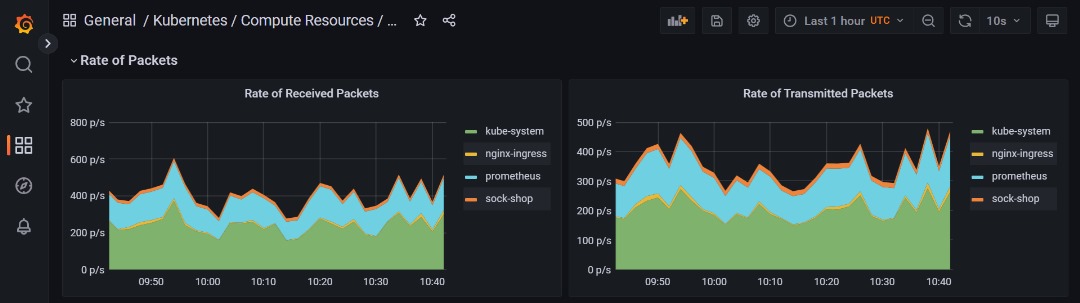 General / Kubernetes / Compute Resources / ...
Last 1 hour UTC
10s
Rate of Packets
Rate of Received Packets
800 p/s
600 p/s
400 p/s
200 p/s
0 p/s
09:50 10:00 10:10 10:20 10:30 10:40
kube-system
nginx-ingress
prometheus
sock-shop
Rate of Transmitted Packets
500 p/s
400 p/s
300 p/s
200 p/s
100 p/s
0 p/s
09:50 10:00 10:10 10:20 10:30 10:40
kube-system
nginx-ingress
prometheus
sock-shop